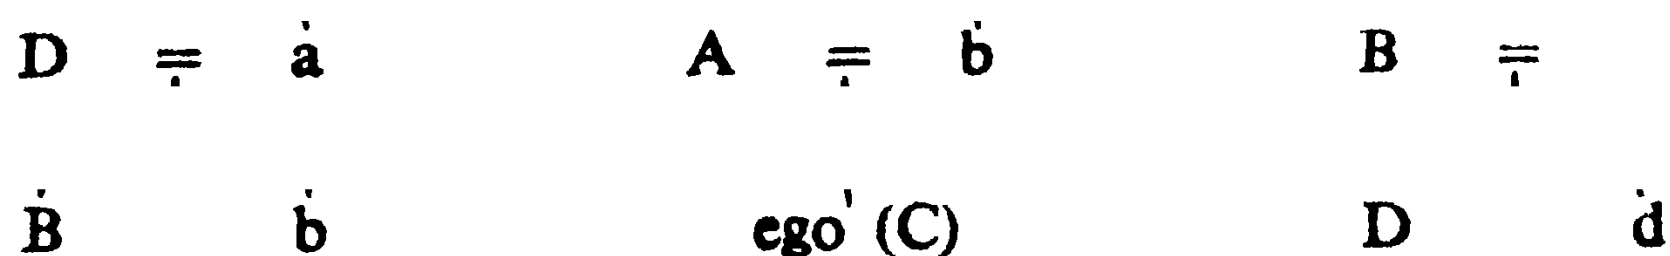 D = a A = b B =
B b ego' (C) D d